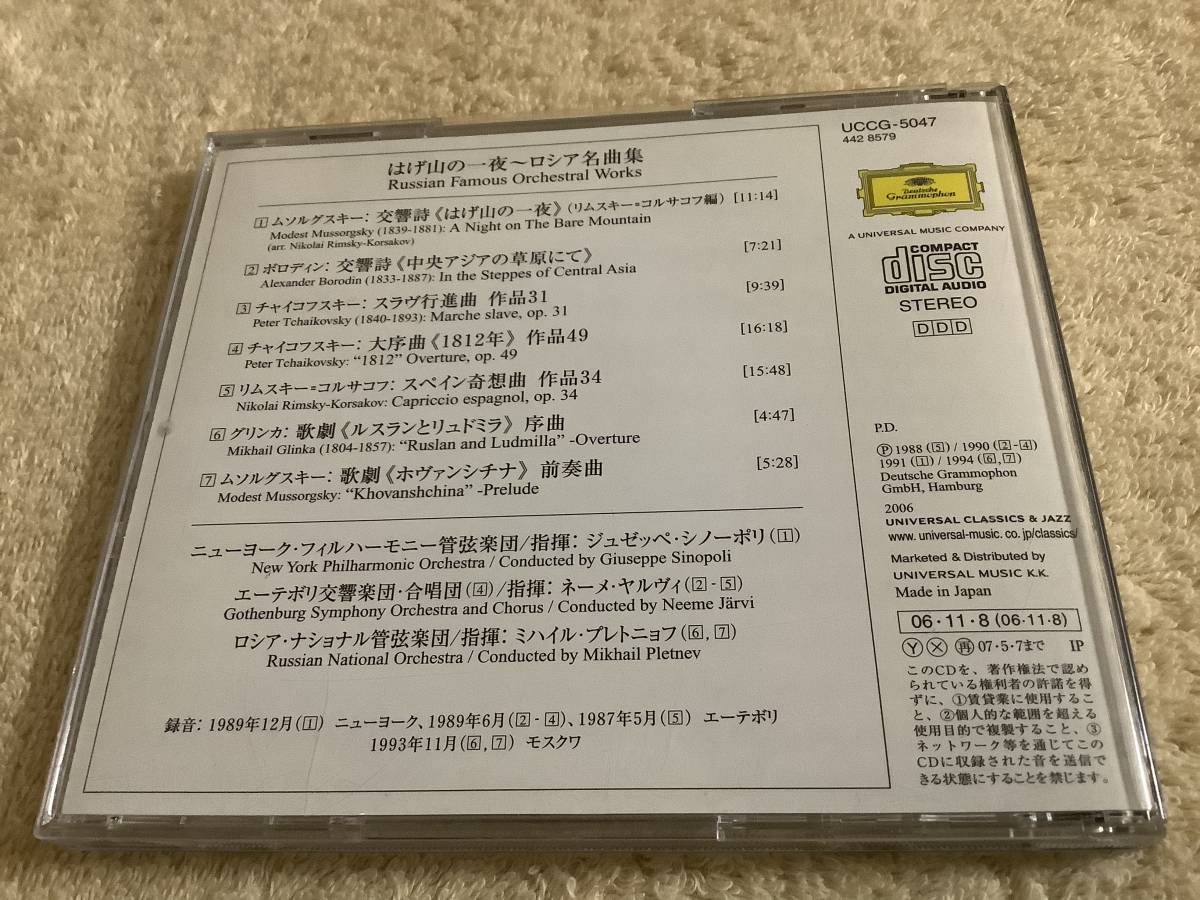 はげ山の一夜～ロシア名曲集
Russian Famous Orchestral Works
1 ムソルグスキー：交響詩《はげ山の一夜》（リムスキー＝コルサコフ編） [11:14]
Modest Mussorgsky (1839-1881): A Night on The Bare Mountain
(arr. Nikolai Rimsky-Korsakov)
2 ボロディン：交響詩《中央アジアの草原にて》 [7:21]
Alexander Borodin (1833-1887): In the Steppes of Central Asia
3 チャイコフスキー：スラヴ行進曲 作品31 [9:39]
Peter Tchaikovsky (1840-1893): Marche slave, op. 31
4 チャイコフスキー：大序曲《1812年》 作品49 [16:18]
Peter Tchaikovsky: "1812" Overture, op. 49
5 リムスキー＝コルサコフ：スペイン奇想曲 作品34 [15:48]
Nikolai Rimsky-Korsakov: Capriccio espagnol, op. 34
6 グリンカ：歌劇《ルスランとリュドミラ》 序曲 [4:47]
Mikhail Glinka (1804-1857): "Ruslan and Ludmilla" -Overture
7 ムソルグスキー：歌劇《ホヴァンシチナ》 前奏曲 [5:28]
Modest Mussorgsky: "Khovanshchina" -Prelude
ニューヨーク・フィルハーモニー管弦楽団/指揮：ジュゼッペ・シノーポリ（1）
New York Philharmonic Orchestra / Conducted by Giuseppe Sinopoli
エーテボリ交響楽団・合唱団（4）/指揮：ネーメ・ヤルヴィ（2-5）
Gothenburg Symphony Orchestra and Chorus / Conducted by Neeme Järvi
ロシア・ナショナル管弦楽団/指揮：ミハイル・プレトニョフ（6, 7）
Russian National Orchestra / Conducted by Mikhail Pletnev
録音：1989年12月（1） ニューヨーク、1989年6月（2-4）、1987年5月（5） エーテボリ
1993年11月（6, 7） モスクワ
UCCG-5047
442 8579
Deutsche
Grammophon
A UNIVERSAL MUSIC COMPANY
COMPACT
disc
DIGITAL AUDIO
STEREO
DDD
P.D.
Ⓟ 1988 (5) / 1990 (2-4)
1991 (1) / 1994 (6, 7)
Deutsche Grammophon
GmbH, Hamburg
2006
UNIVERSAL CLASSICS & JAZZ
www.universal-music.co.jp/classics/
Marketed & Distributed by
UNIVERSAL MUSIC K.K.
Made in Japan
06・11・8 (06・11・8)
Ⓨ Ⓧ 再 07・5・7まで IP
このCDを、著作権法で認め
られている権利者の許諾を得
ずに、①賃貸業に使用するこ
と、②個人的な範囲を超える
使用目的で複製すること、③
ネットワーク等を通じてこの
CDに収録された音を送信で
きる状態にすることを禁じます。